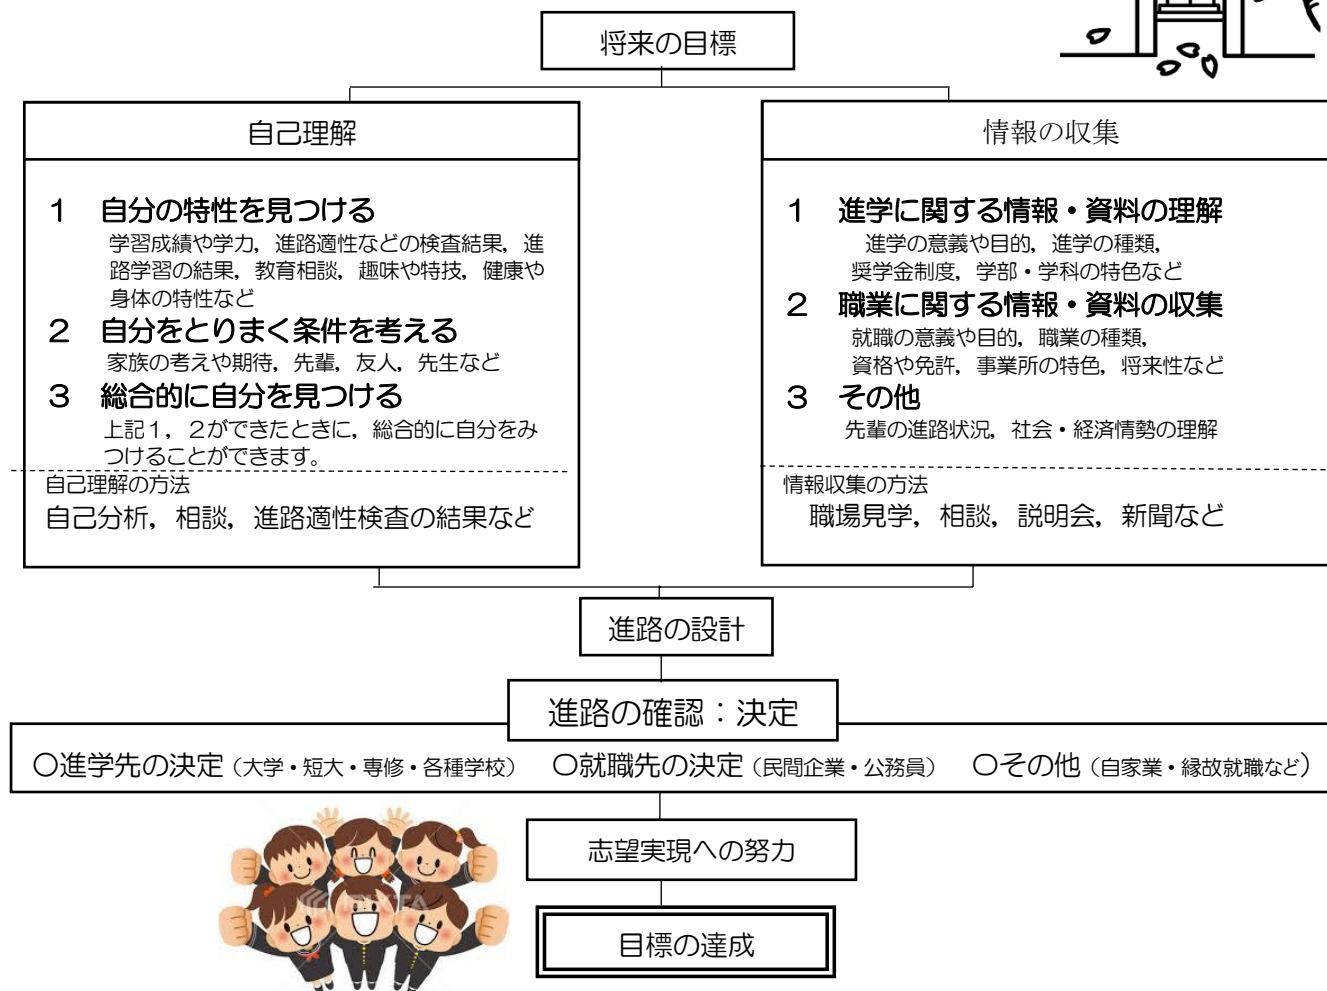 将来の目標
自己理解
1 自分の特性を見つける
学習成績や学力，進路適性などの検査結果，進
路学習の結果，教育相談，趣味や特技，健康や
身体の特性など
2 自分をとりまく条件を考える
家族の考えや期待，先輩，友人，先生など
3 総合的に自分を見つける
上記1，2ができたときに，総合的に自分をみ
つけることができます。
自己理解の方法
自己分析，相談，進路適性検査の結果など
情報の収集
1 進学に関する情報・資料の理解
進学の意義や目的，進学の種類，
奨学金制度，学部・学科の特色など
2 職業に関する情報・資料の収集
就職の意義や目的，職業の種類，
資格や免許，事業所の特色，将来性など
3 その他
先輩の進路状況，社会・経済情勢の理解
情報収集の方法
職場見学，相談，説明会，新聞など
進路の設計
進路の確認：決定
○進学先の決定（大学・短大・専修・各種学校） ○就職先の決定（民間企業・公務員） ○その他（自家業・縁故就職など）
志望実現への努力
目標の達成